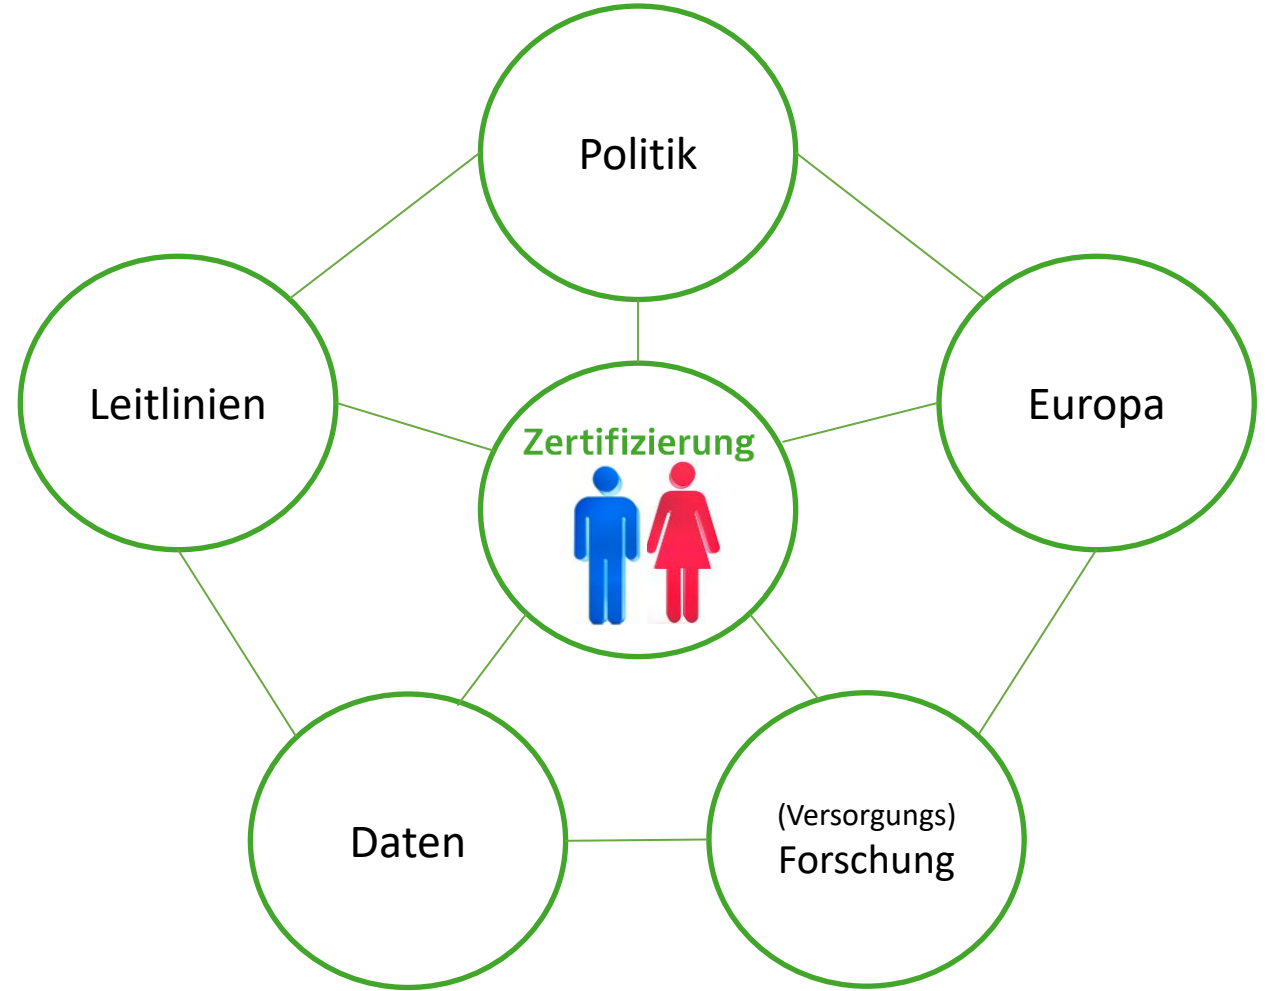 Politik
Leitlinien
Europa
Zertifizierung
Daten
(Versorgungs)
Forschung